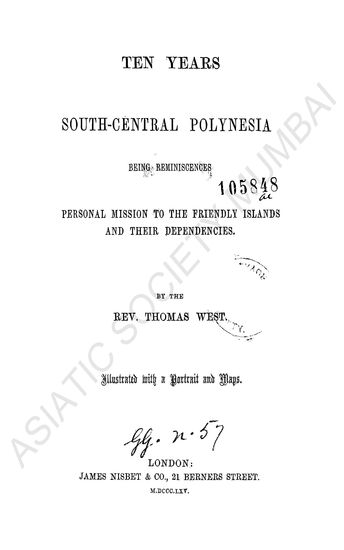 TEN YEARS
SOUTH-CENTRAL POLYNESIA
BEING REMINISCENCES
105848
PERSONAL MISSION TO THE FRIENDLY ISLANDS
AND THEIR DEPENDENCIES.
BY THE
REV. THOMAS WEST.
Illustrated with a Portrait and Maps.
Gg. n. 57
LONDON:
JAMES NISBET & CO., 21 BERNERS STREET.
M.DCCC.LXV.
ASIATIC SOCIETY MUMBAI